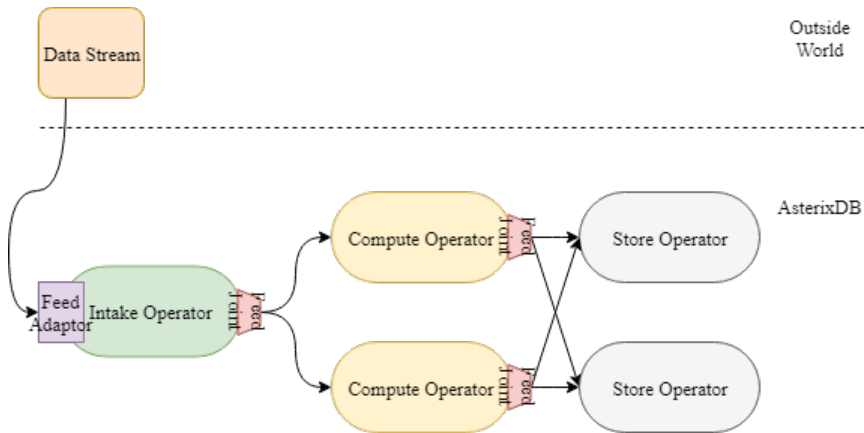 Data Stream
Outside
World
AsterixDB
Compute Operator
Feed
Joint
Store Operator
Feed
Adaptor
Intake Operator
Feed
Joint
Compute Operator
Feed
Joint
Store Operator